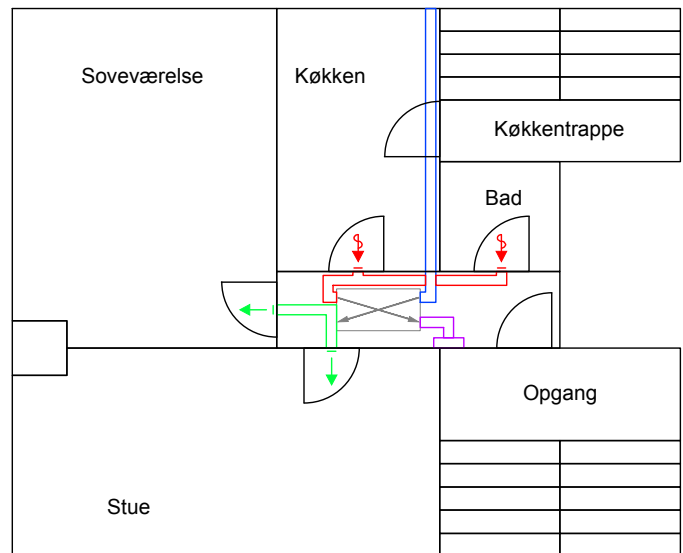 Soveværelse
Køkken
Køkkentrappe
Bad
Opgang
Stue